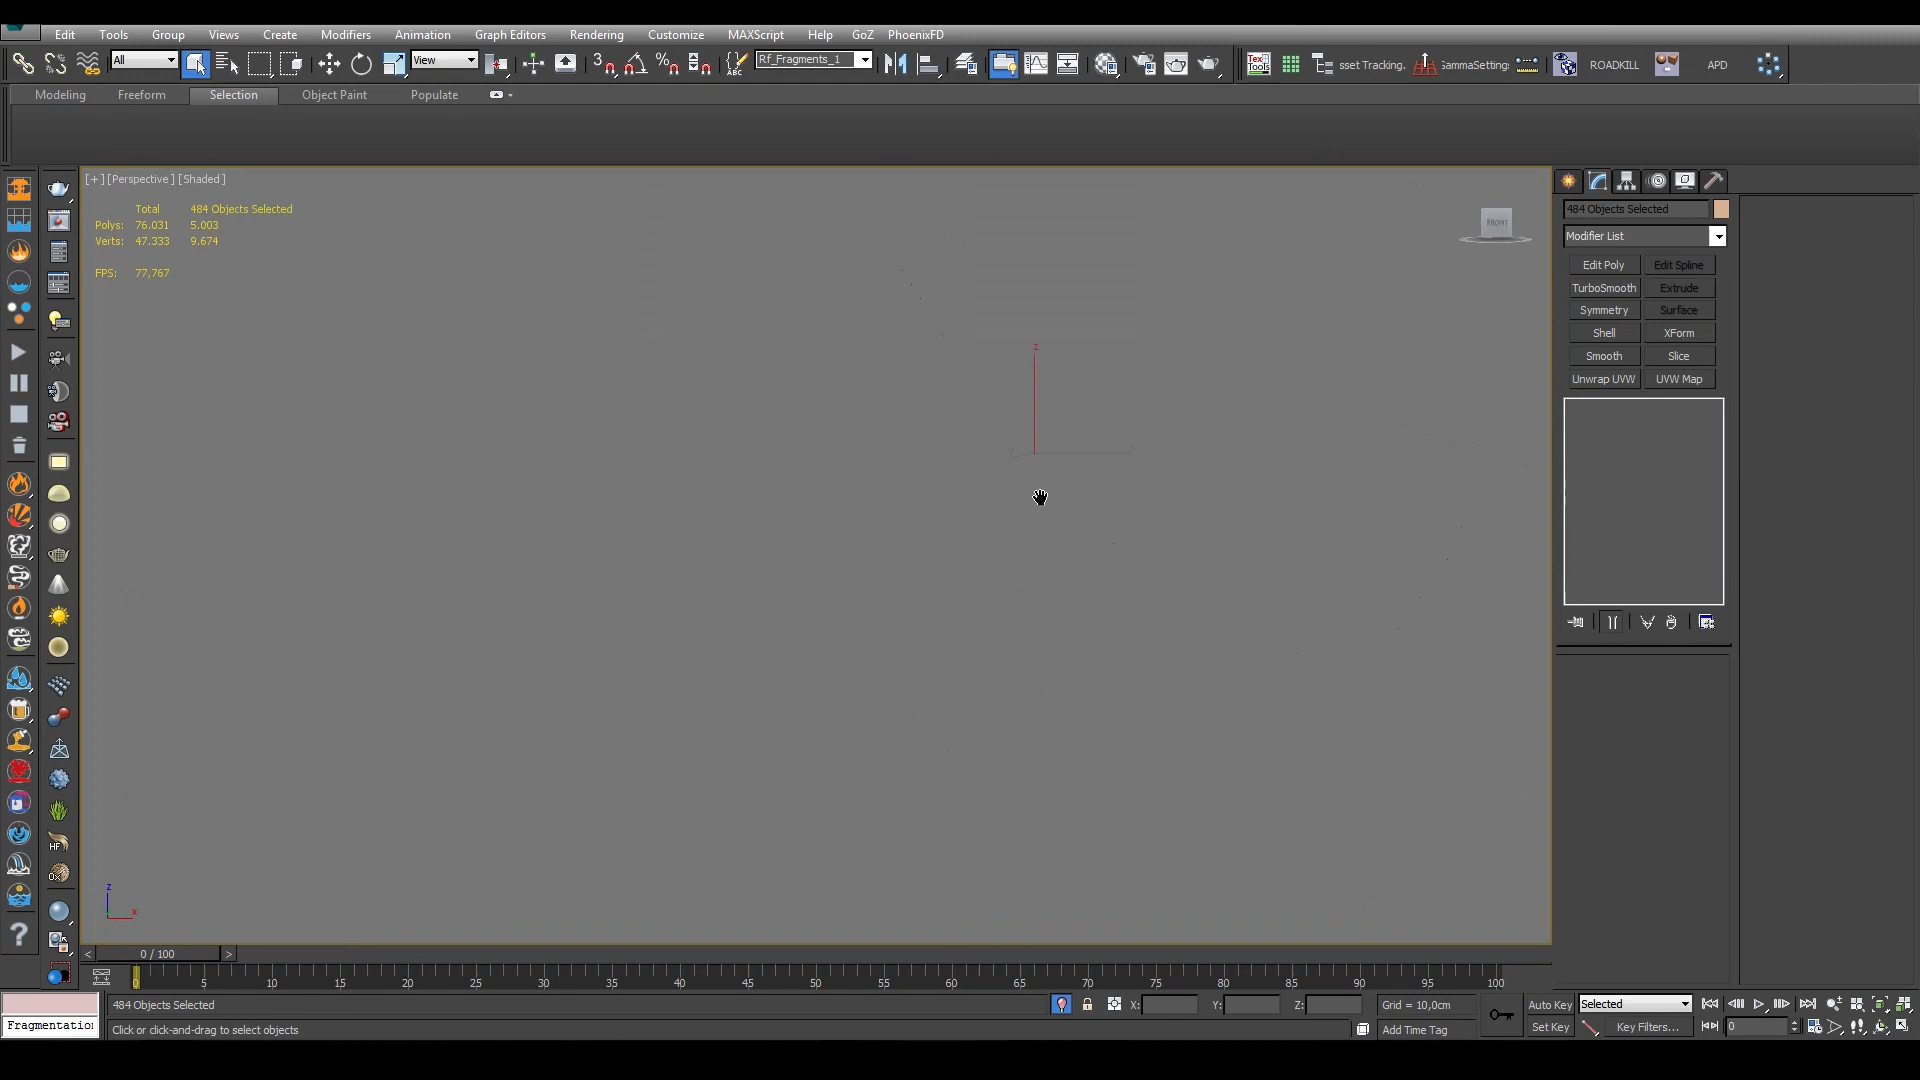 Edit Tools Group Views Create Modifiers Animation Graph Editors Rendering Customize MAXScript Help GoZ PhoenixFD
All View Rf_Fragments_1 Tex Tools sset Tracking. GammaSetting: ROADKILL APD
Modeling Freeform Selection Object Paint Populate
[+] [Perspective] [Shaded]
Total 484 Objects Selected
Polys: 76.031 5.003
Verts: 47.333 9.674
FPS: 77,767
FRONT
z
484 Objects Selected
Modifier List
Edit Poly Edit Spline
TurboSmooth Extrude
Symmetry Surface
Shell XForm
Smooth Slice
Unwrap UVW UVW Map
HF
z
x
< 0 / 100 >
0 5 10 15 20 25 30 35 40 45 50 55 60 65 70 75 80 85 90 95 100
484 Objects Selected X: Y: Z: Grid = 10,0cm Auto Key Selected
Fragmentatio Click or click-and-drag to select objects Add Time Tag Set Key Key Filters... 0